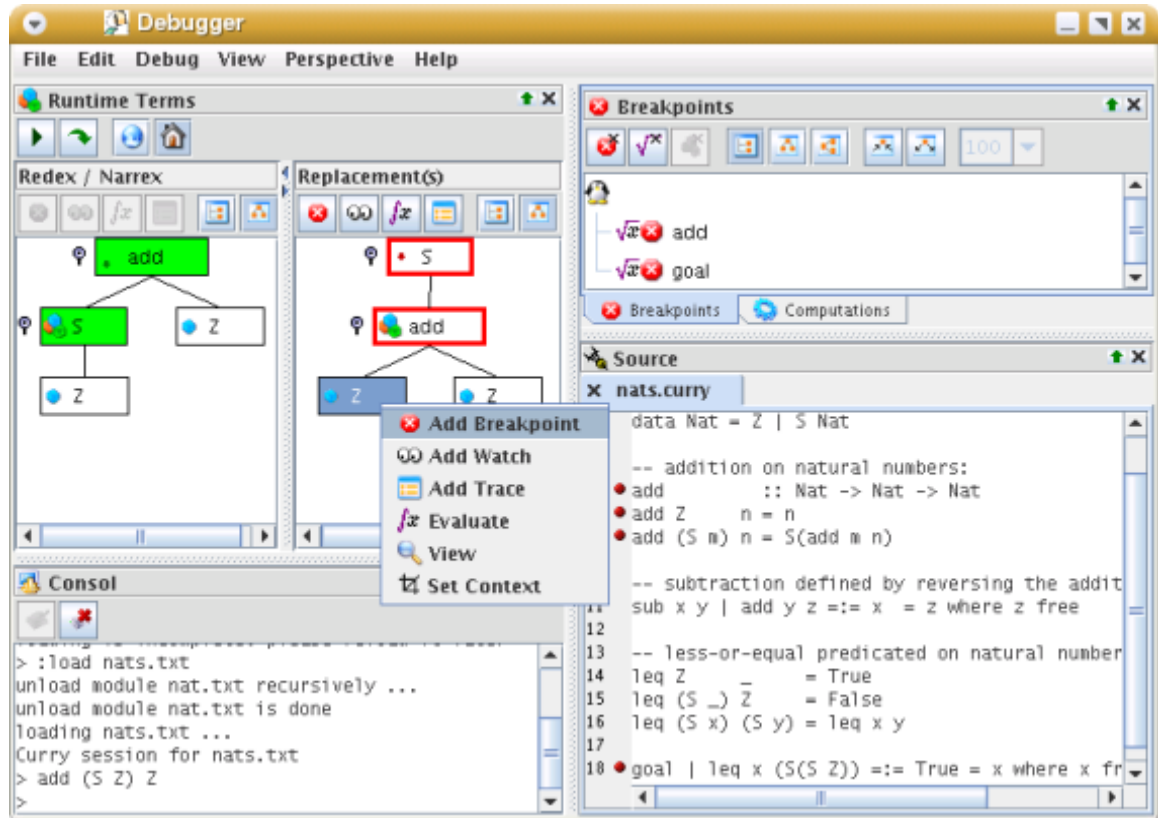 Debugger
File Edit Debug View Perspective Help
Runtime Terms
Redex / Narrex
Replacement(s)
add
S
Z
Z
S
add
Z
Z
Add Breakpoint
Add Watch
Add Trace
Evaluate
View
Set Context
Consol
> :load nats.txt
unload module nat.txt recursively ...
unload module nat.txt is done
loading nats.txt ...
Curry session for nats.txt
> add (S Z) Z
>
Breakpoints
100
add
goal
Breakpoints Computations
Source
nats.curry
data Nat = Z | S Nat
-- addition on natural numbers:
add :: Nat -> Nat -> Nat
add Z n = n
add (S m) n = S(add m n)
-- subtraction defined by reversing the addit
11 sub x y | add y z =:= x = z where z free
12
13 -- less-or-equal predicated on natural number
14 leq Z _ = True
15 leq (S _) Z = False
16 leq (S x) (S y) = leq x y
17
18 goal | leq x (S(S Z)) =:= True = x where x fr